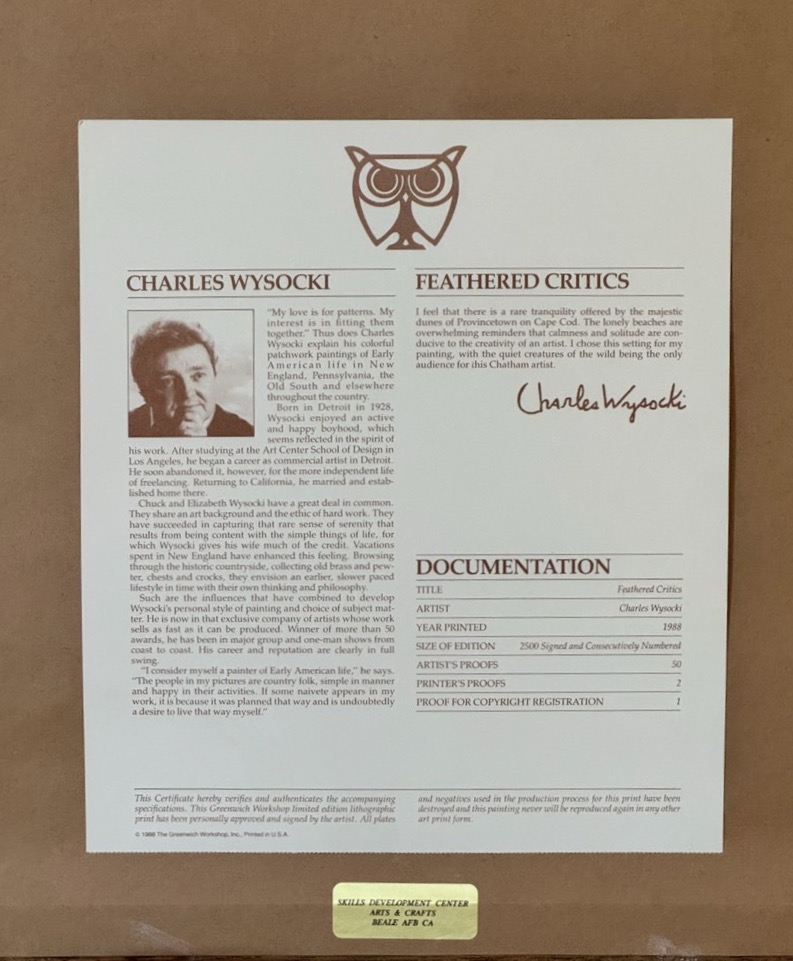 CHARLES WYSOCKI
"My love is for patterns. My
interest is in fitting them
together." Thus does Charles
Wysocki explain his colorful
patchwork paintings of Early
American life in New
England, Pennsylvania, the
Old South and elsewhere
throughout the country.
Born in Detroit in 1928,
Wysocki enjoyed an active
and happy boyhood, which
seems reflected in the spirit of
his work. After studying at the Art Center School of Design in
Los Angeles, he began a career as commercial artist in Detroit.
He soon abandoned it, however, for the more independent life
of freelancing. Returning to California, he married and estab-
lished home there.
Chuck and Elizabeth Wysocki have a great deal in common.
They share an art background and the ethic of hard work. They
have succeeded in capturing that rare sense of serenity that
results from being content with the simple things of life, for
which Wysocki gives his wife much of the credit. Vacations
spent in New England have enhanced this feeling. Browsing
through the historic countryside, collecting old brass and pew-
ter, chests and crocks, they envision an earlier, slower paced
lifestyle in time with their own thinking and philosophy.
Such are the influences that have combined to develop
Wysocki's personal style of painting and choice of subject mat-
ter. He is now in that exclusive company of artists whose work
sells as fast as it can be produced. Winner of more than 50
awards, he has been in major group and one-man shows from
coast to coast. His career and reputation are clearly in full
swing.
"I consider myself a painter of Early American life," he says.
"The people in my pictures are country folk, simple in manner
and happy in their activities. If some naivete appears in my
work, it is because it was planned that way and is undoubtedly
a desire to live that way myself."
FEATHERED CRITICS
I feel that there is a rare tranquility offered by the majestic
dunes of Provincetown on Cape Cod. The lonely beaches are
overwhelming reminders that calmness and solitude are con-
ducive to the creativity of an artist. I chose this setting for my
painting, with the quiet creatures of the wild being the only
audience for this Chatham artist.
Charles Wysocki
DOCUMENTATION
TITLE Feathered Critics
ARTIST Charles Wysocki
YEAR PRINTED 1988
SIZE OF EDITION 2500 Signed and Consecutively Numbered
ARTIST'S PROOFS 50
PRINTER'S PROOFS 2
PROOF FOR COPYRIGHT REGISTRATION 1
This Certificate hereby verifies and authenticates the accompanying
specifications. This Greenwich Workshop limited edition lithographic
print has been personally approved and signed by the artist. All plates
and negatives used in the production process for this print have been
destroyed and this painting never will be reproduced again in any other
art print form.
© 1988 The Greenwich Workshop, Inc., Printed in U.S.A.
SKILLS DEVELOPMENT CENTER
ARTS & CRAFTS
BEALE AFB CA